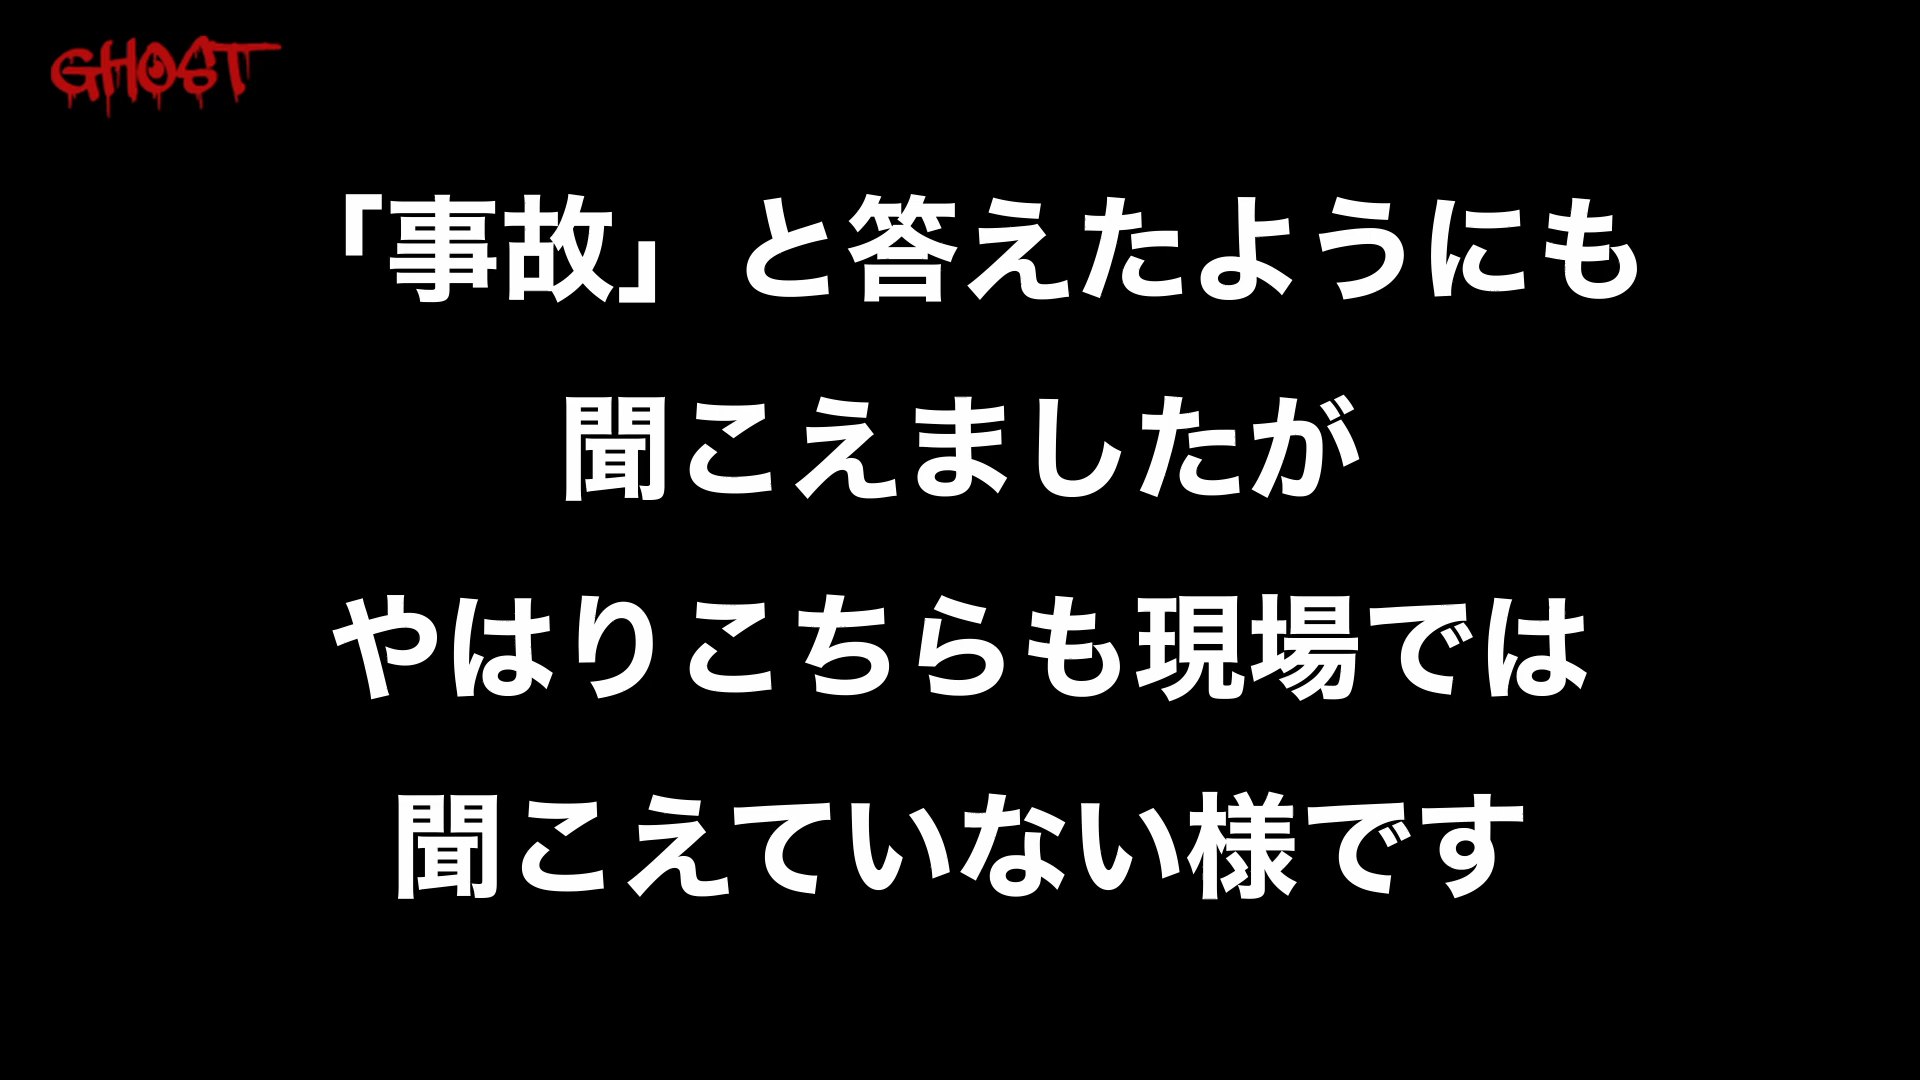 GHOST
「事故」と答えたようにも
聞こえましたが
やはりこちらも現場では
聞こえていない様です